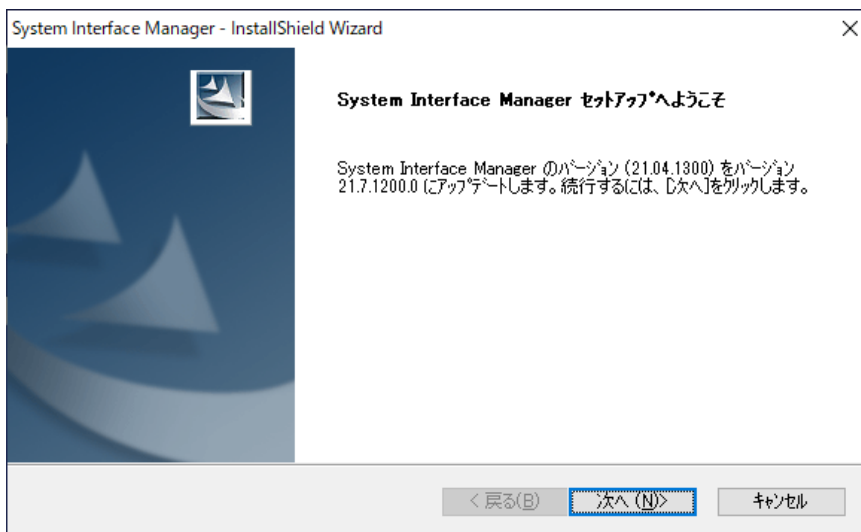 System Interface Manager - InstallShield Wizard
System Interface Manager セットアップへようこそ
System Interface Manager のバージョン (21.04.1300) をバージョン
21.7.1200.0 にアップデートします。続行するには、[次へ]をクリックします。
< 戻る(B)
次へ (N)>
キャンセル